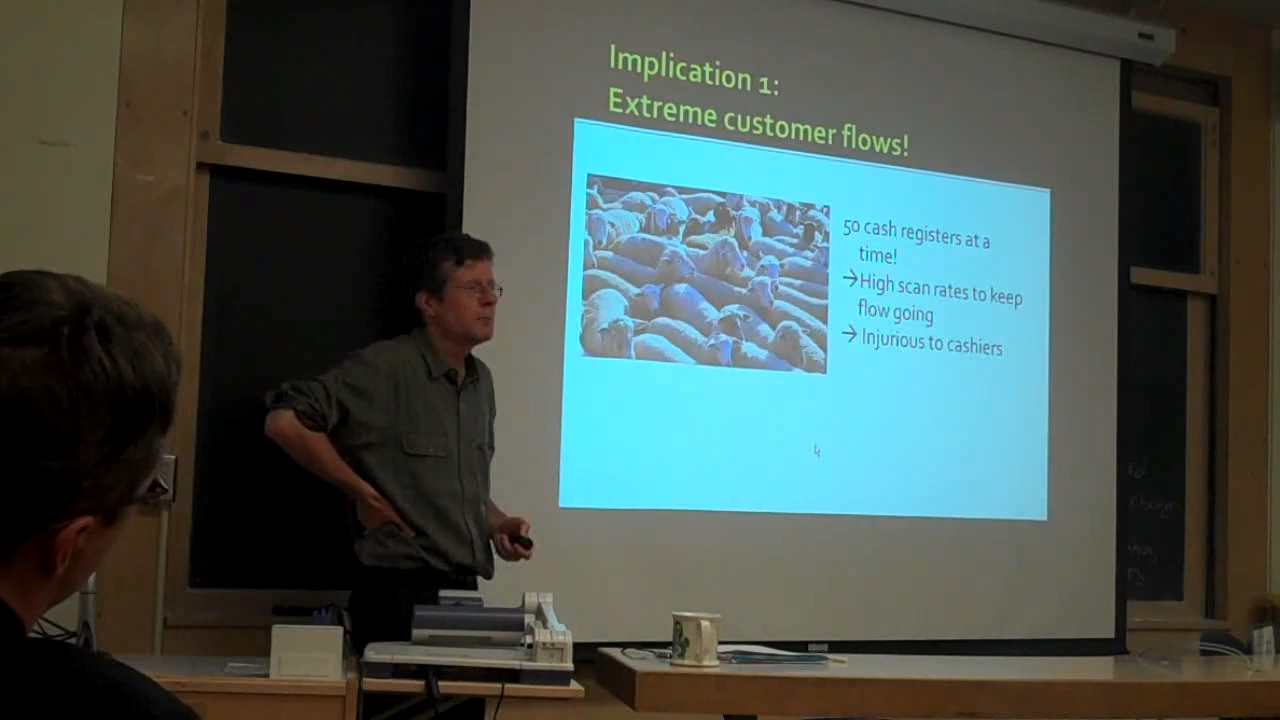 Implication 1:
Extreme customer flows!
50 cash registers at a
time!
→High scan rates to keep
flow going
→ Injurious to cashiers